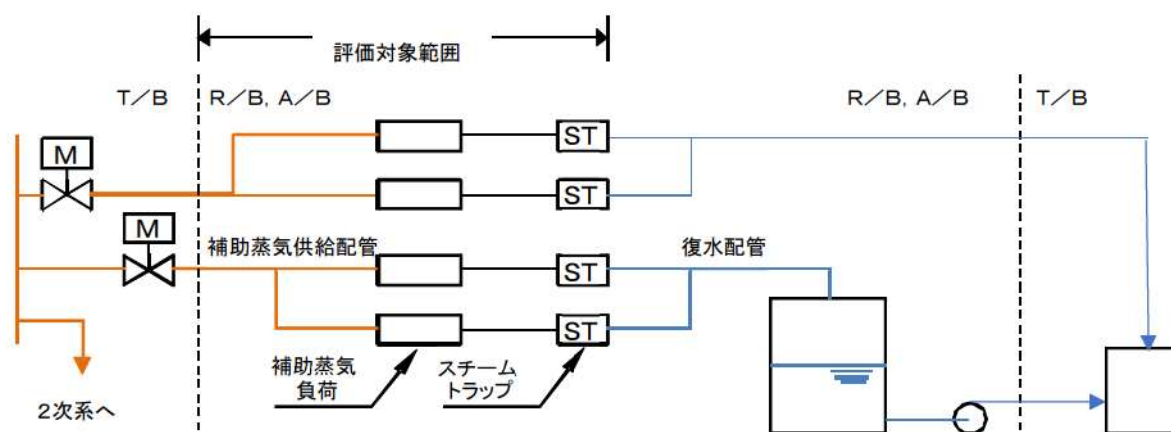 評価対象範囲
T/B
R/B, A/B
R/B, A/B
T/B
M
ST
ST
M
補助蒸気供給配管
復水配管
ST
ST
補助蒸気
負荷
スチーム
トラップ
2次系へ